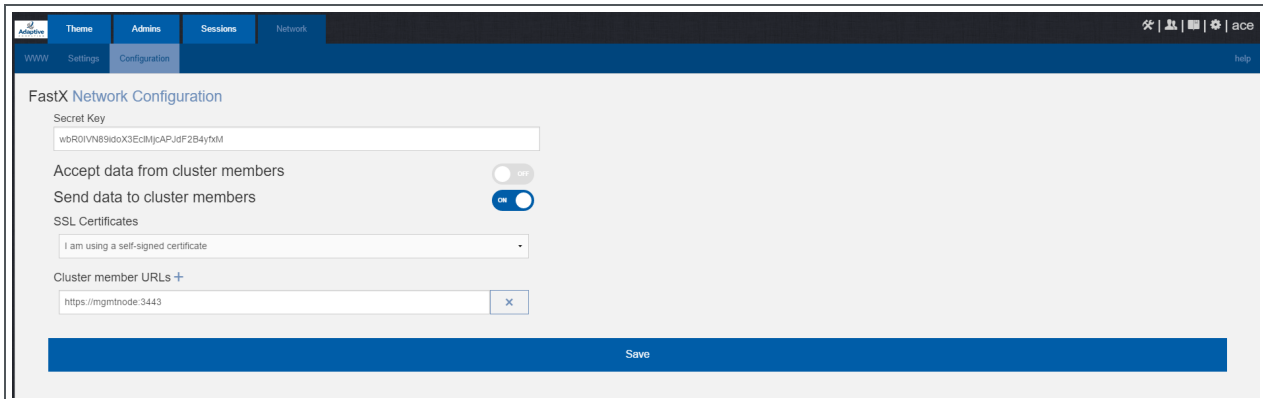 Adaptive
Theme Admins Sessions Network
| | | | ace
WWW Settings Configuration
help
FastX Network Configuration
Secret Key
Accept data from cluster members OFF
Send data to cluster members ON
SSL Certificates
I am using a self-signed certificate
Cluster member URLs +
https://mgmtnode:3443 ×
Save